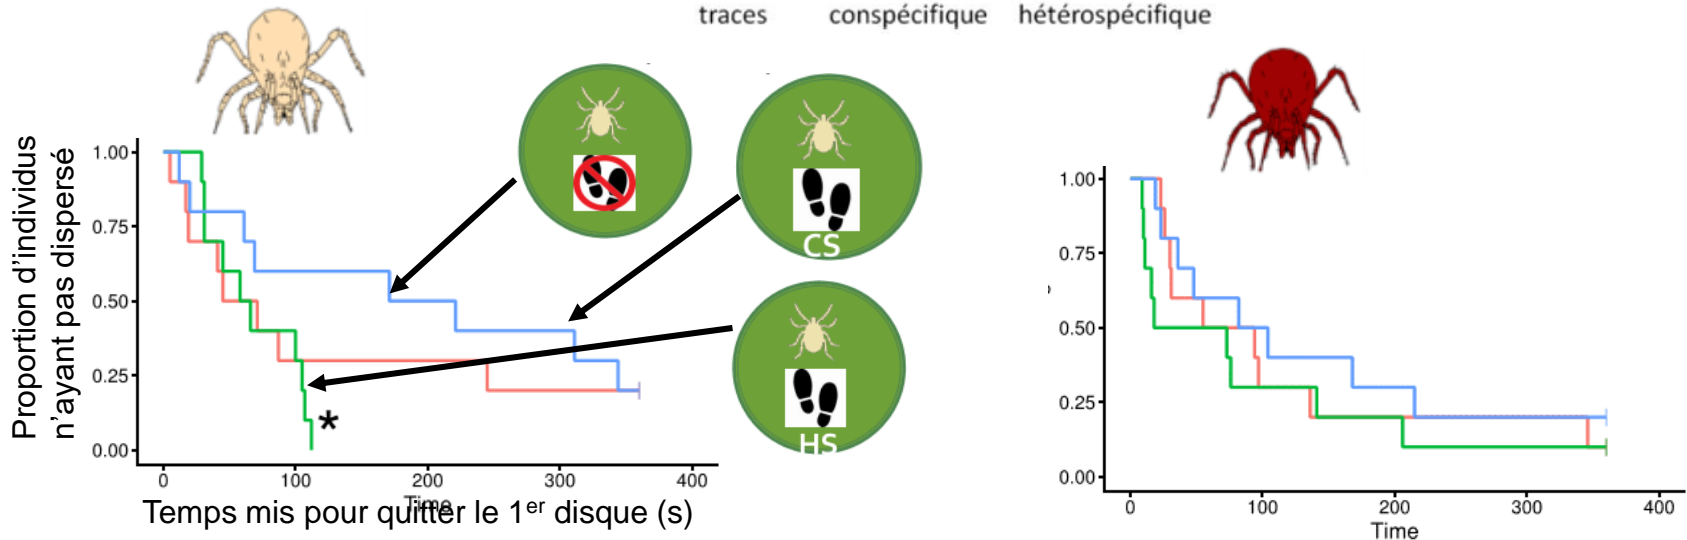 traces conspécifique hétérospécifique
Proportion d'individus
n'ayant pas dispersé
1.00
0.75
0.50
0.25
0.00
0 100 200 300 400
Time
Temps mis pour quitter le 1er disque (s)
*
CS
HS
1.00
0.75
0.50
0.25
0.00
0 100 200 300 400
Time